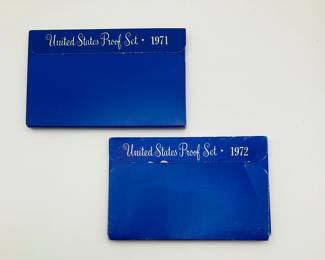 United States Proof Set • 1971
United States Proof Set • 1972